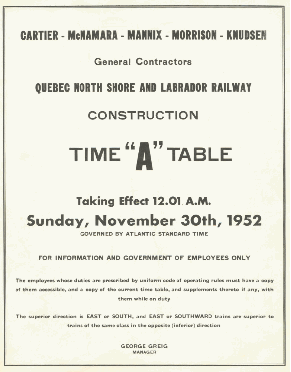 CARTIER - McNAMARA - MANNIX - MORRISON - KNUDSEN
General Contractors
QUEBEC NORTH SHORE AND LABRADOR RAILWAY
CONSTRUCTION
TIME "A" TABLE
Taking Effect 12.01 A.M.
Sunday, November 30th, 1952
GOVERNED BY ATLANTIC STANDARD TIME
FOR INFORMATION AND GOVERNMENT OF EMPLOYEES ONLY
The employees whose duties are prescribed by uniform code of operating rules must have a copy
of them accessible, and a copy of the current time table, and supplements thereto if any, with
them while on duty
The superior direction is EAST or SOUTH, and EAST or SOUTHWARD trains are superior to
trains of the same class in the opposite (inferior) direction
GEORGE GREIG
MANAGER